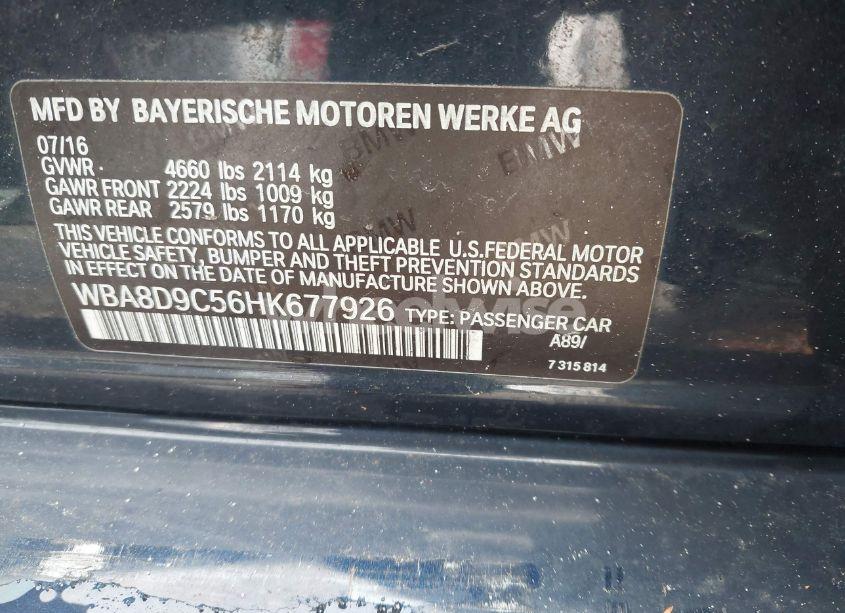 MFD BY BAYERISCHE MOTOREN WERKE AG
07/16
GVWR · 4660 lbs 2114 kg
GAWR FRONT 2224 lbs 1009 kg
GAWR REAR 2579 lbs 1170 kg
THIS VEHICLE CONFORMS TO ALL APPLICABLE U.S.FEDERAL MOTOR
VEHICLE SAFETY, BUMPER AND THEFT PREVENTION STANDARDS
IN EFFECT ON THE DATE OF MANUFACTURE SHOWN ABOVE.
WBA8D9C56HK677926 TYPE: PASSENGER CAR
A89/
7 315 814
BMW
BMW
BMW